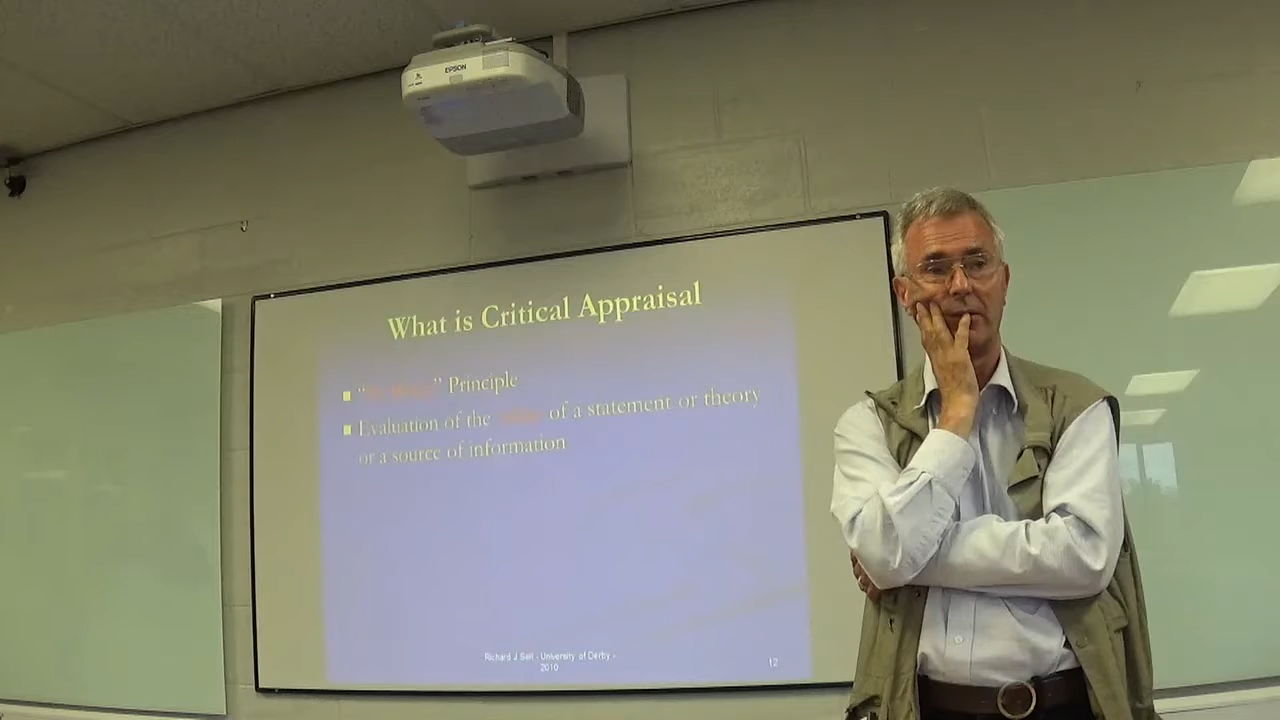 EPSON
What is Critical Appraisal
" " Principle
Evaluation of the of a statement or theory
or a source of information
Richard J Bell - University of Derby -
2010
12